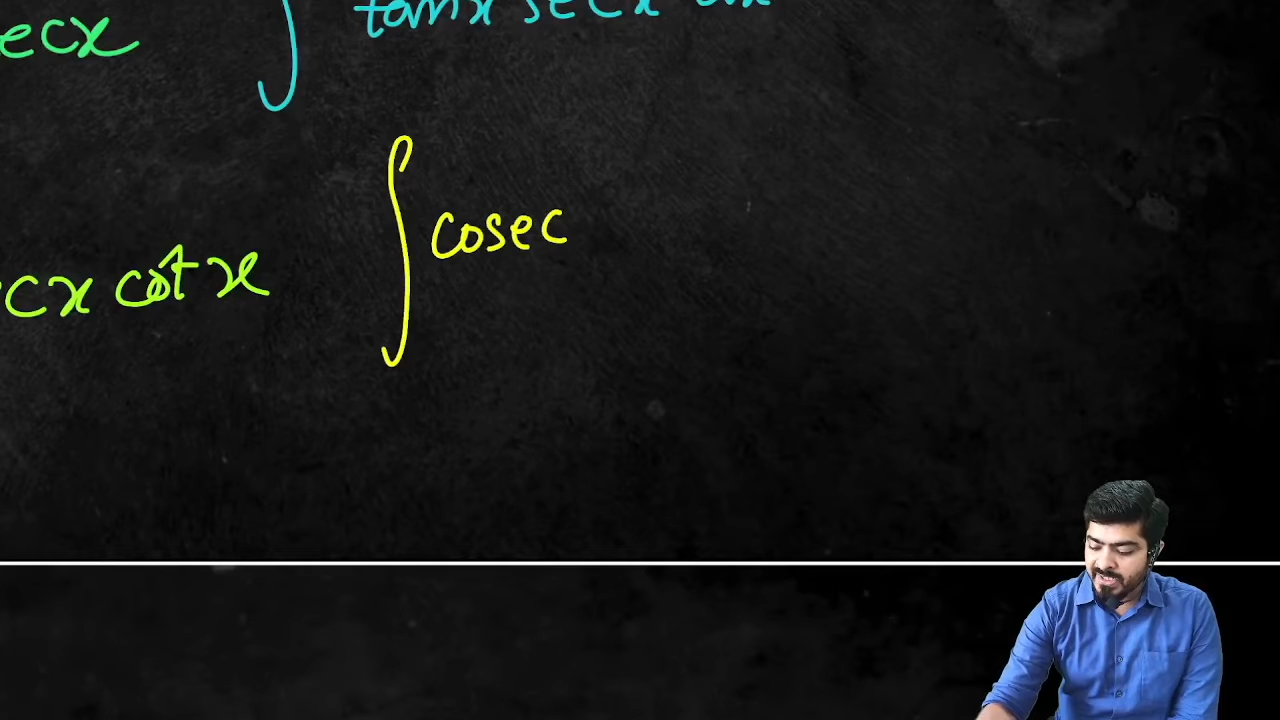 ecx ∫ tanx secx dx
cx cotx ∫ cosec